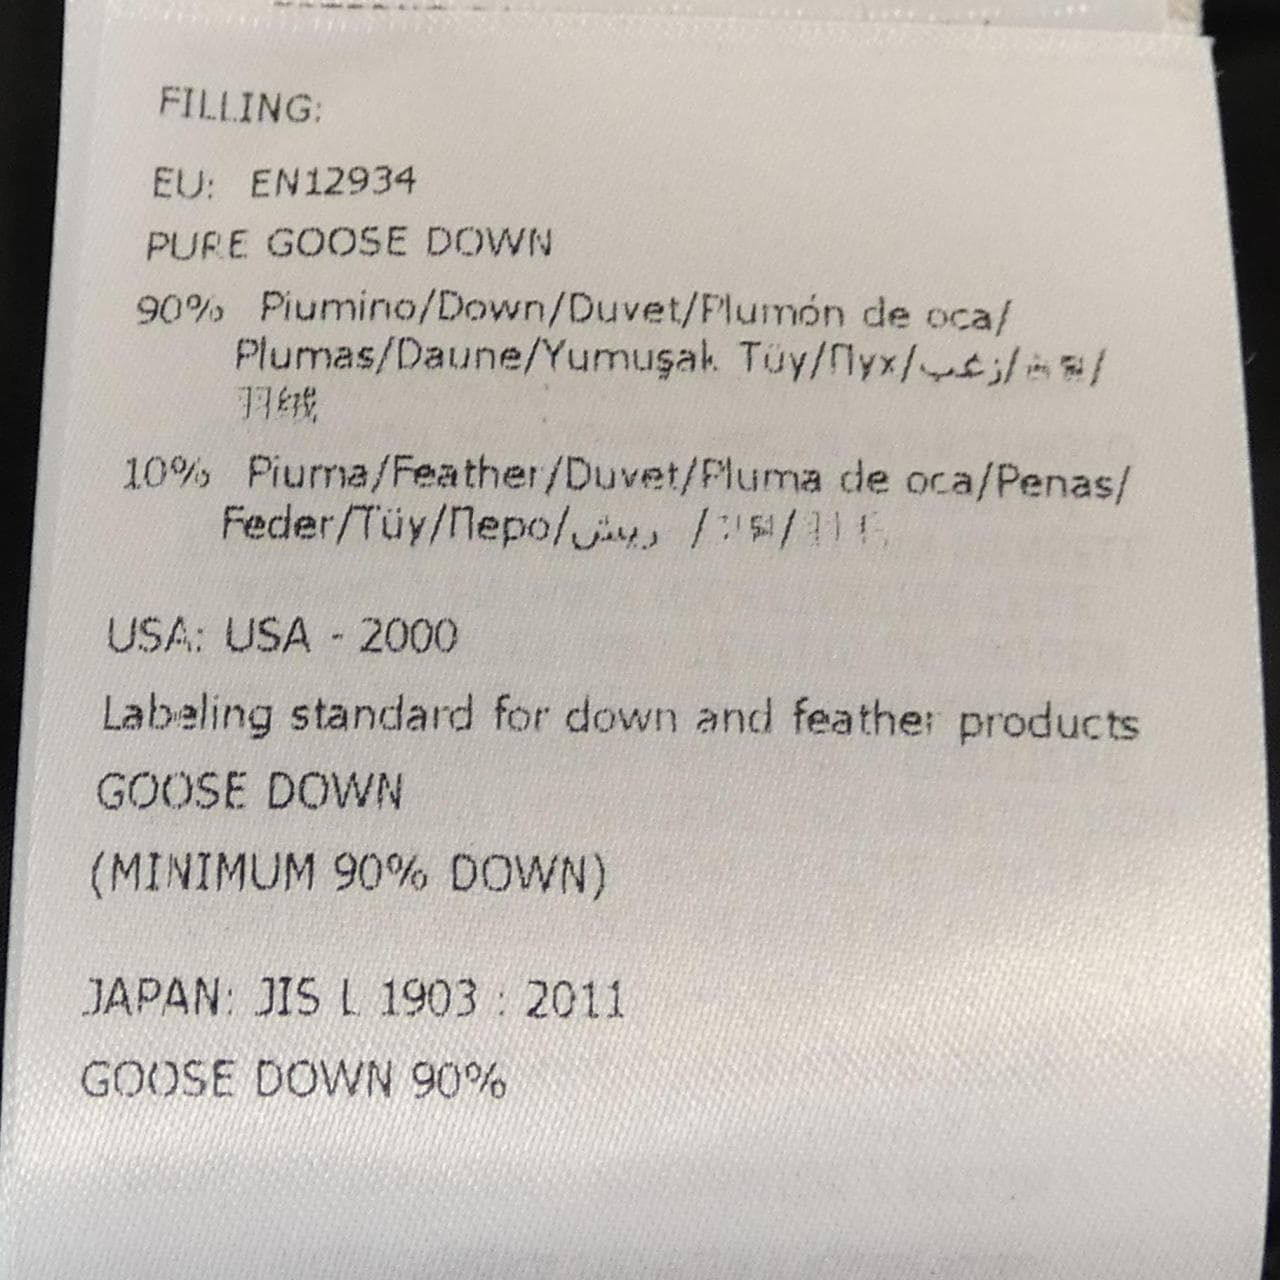 FILLING:
EU: EN12934
PURE GOOSE DOWN
90% Piumino/Down/Duvet/Plumón de oca/
Plumas/Daune/Yumuşak Tüy/Пух/زغب/
羽绒
10% Piuma/Feather/Duvet/Pluma de oca/Penas/
Feder/Tüy/Перо/ريش /
USA: USA - 2000
Labeling standard for down and feather products
GOOSE DOWN
(MINIMUM 90% DOWN)
JAPAN: JIS L 1903 : 2011
GOOSE DOWN 90%